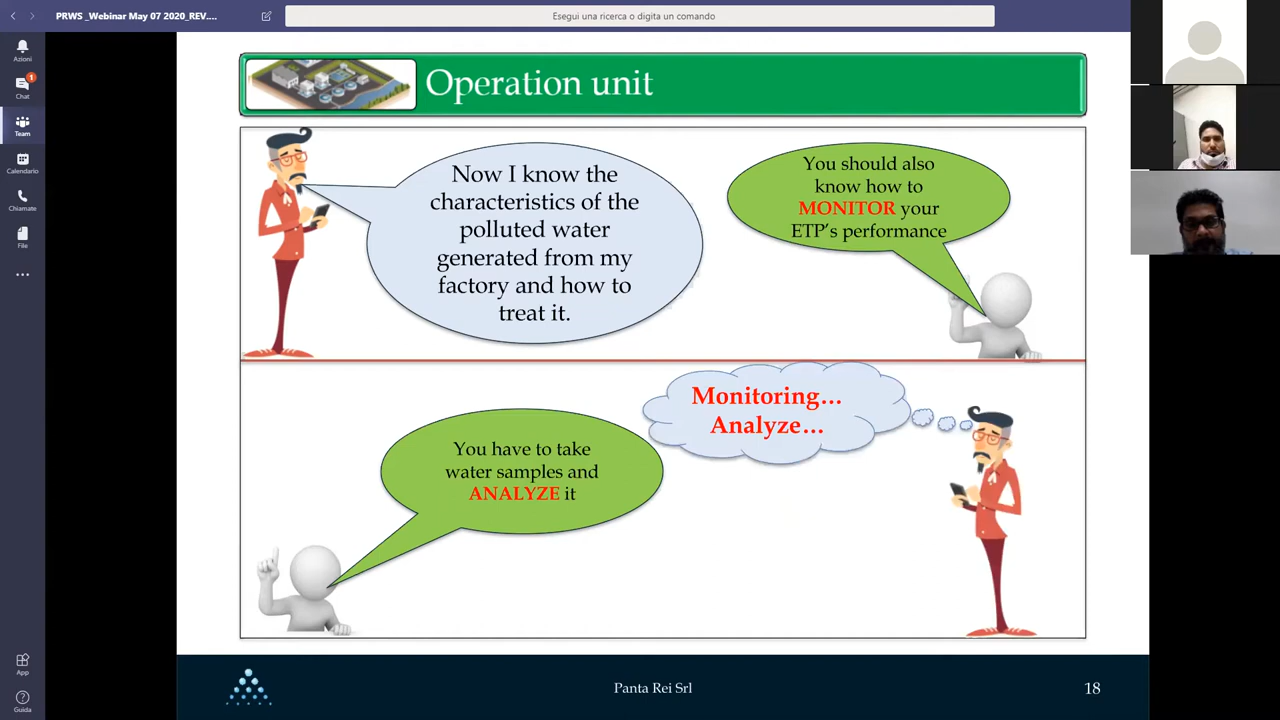 PRWS _Webinar May 07 2020_REV....
Esegui una ricerca o digita un comando
Azioni
1
Chat
Team
Calendario
Chiamate
File
App
Guida
Operation unit
Now I know the
characteristics of the
polluted water
generated from my
factory and how to
treat it.
You should also
know how to
MONITOR your
ETP's performance
Monitoring...
Analyze...
You have to take
water samples and
ANALYZE it
Panta Rei Srl
18